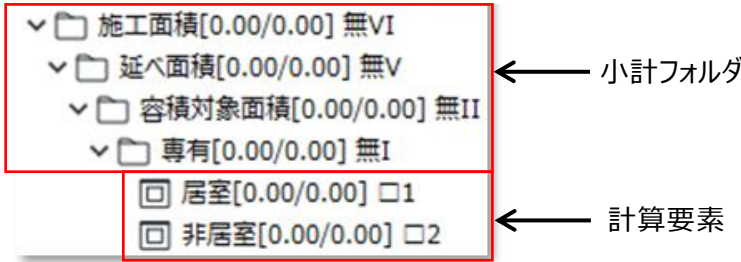 施工面積[0.00/0.00] 無VI
延べ面積[0.00/0.00] 無V
小計フォルダ
容積対象面積[0.00/0.00] 無II
専有[0.00/0.00] 無I
居室[0.00/0.00] □1
計算要素
非居室[0.00/0.00] □2